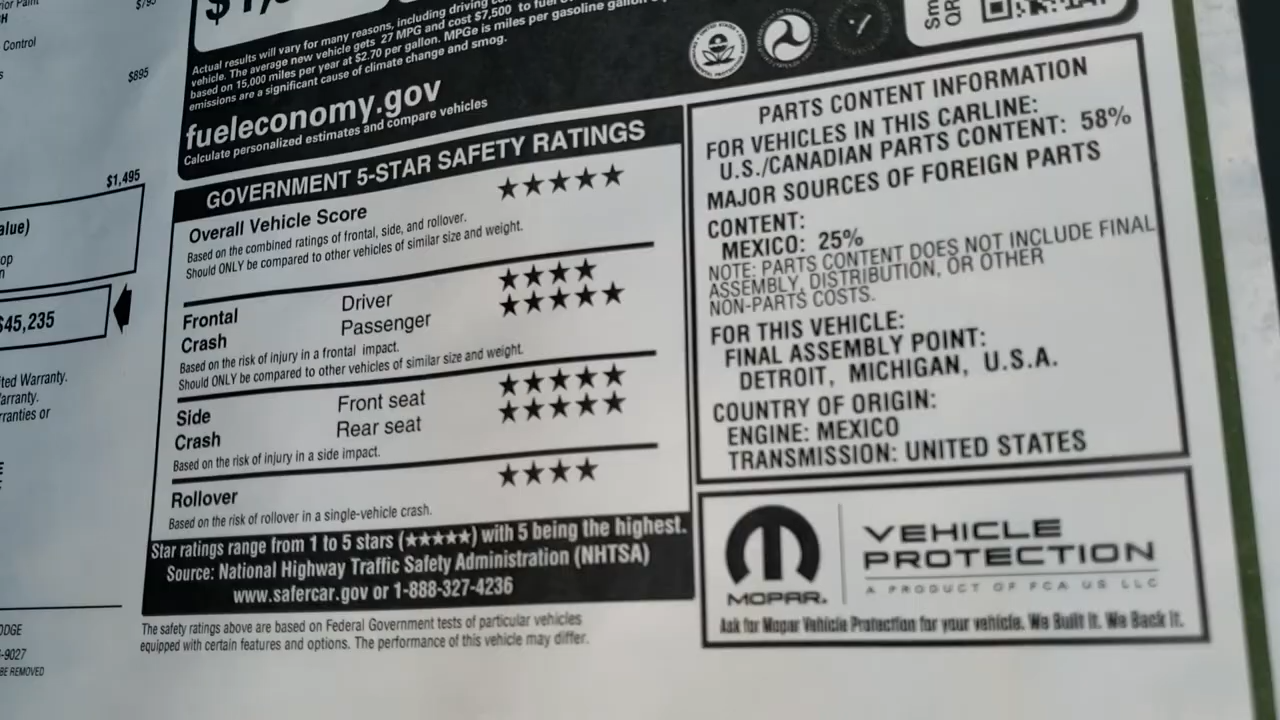 $795
Control
$895
$1,495
$45,235
Actual results will vary for many reasons, including driving
vehicle. The average new vehicle gets 27 MPG and cost $7,500 to fuel
based on 15,000 miles per year at $2.70 per gallon. MPGe is miles per gasoline gallon
emissions are a significant cause of climate change and smog.
fueleconomy.gov
Calculate personalized estimates and compare vehicles
GOVERNMENT 5-STAR SAFETY RATINGS
Overall Vehicle Score ★★★★★
Based on the combined ratings of frontal, side, and rollover.
Should ONLY be compared to other vehicles of similar size and weight.
Frontal Driver ★★★★
Crash Passenger ★★★★★
Based on the risk of injury in a frontal impact.
Should ONLY be compared to other vehicles of similar size and weight.
Side Front seat ★★★★★
Crash Rear seat ★★★★★
Based on the risk of injury in a side impact.
Rollover ★★★★
Based on the risk of rollover in a single-vehicle crash.
Star ratings range from 1 to 5 stars (★★★★★) with 5 being the highest.
Source: National Highway Traffic Safety Administration (NHTSA)
www.safercar.gov or 1-888-327-4236
The safety ratings above are based on Federal Government tests of particular vehicles
equipped with certain features and options. The performance of this vehicle may differ.
PARTS CONTENT INFORMATION
FOR VEHICLES IN THIS CARLINE:
U.S./CANADIAN PARTS CONTENT: 58%
MAJOR SOURCES OF FOREIGN PARTS
CONTENT:
MEXICO: 25%
NOTE: PARTS CONTENT DOES NOT INCLUDE FINAL
ASSEMBLY, DISTRIBUTION, OR OTHER
NON-PARTS COSTS.
FOR THIS VEHICLE:
FINAL ASSEMBLY POINT:
DETROIT, MICHIGAN, U.S.A.
COUNTRY OF ORIGIN:
ENGINE: MEXICO
TRANSMISSION: UNITED STATES
MOPAR.
VEHICLE
PROTECTION
A PRODUCT OF FCA US LLC
Ask for Mopar Vehicle Protection for your vehicle. We Built It. We Back It.
Warranty.
-9027
BE REMOVED